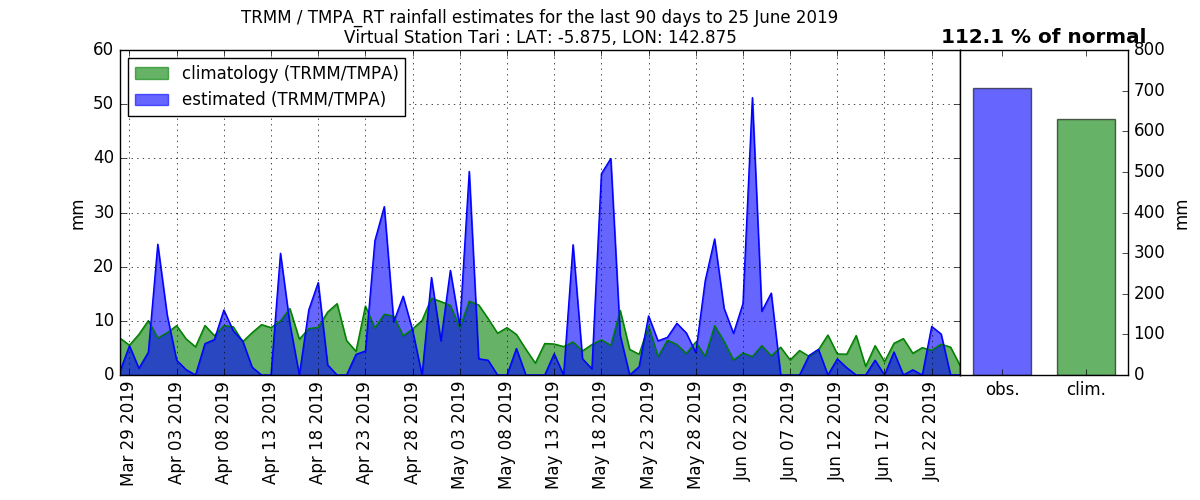 TRMM / TMPA_RT rainfall estimates for the last 90 days to 25 June 2019
Virtual Station Tari : LAT: -5.875, LON: 142.875
112.1 % of normal
climatology (TRMM/TMPA)
estimated (TRMM/TMPA)
60
50
40
30
20
10
0
mm
800
700
600
500
400
300
200
100
0
mm
obs.
clim.
Mar 29 2019
Apr 03 2019
Apr 08 2019
Apr 13 2019
Apr 18 2019
Apr 23 2019
Apr 28 2019
May 03 2019
May 08 2019
May 13 2019
May 18 2019
May 23 2019
May 28 2019
Jun 02 2019
Jun 07 2019
Jun 12 2019
Jun 17 2019
Jun 22 2019